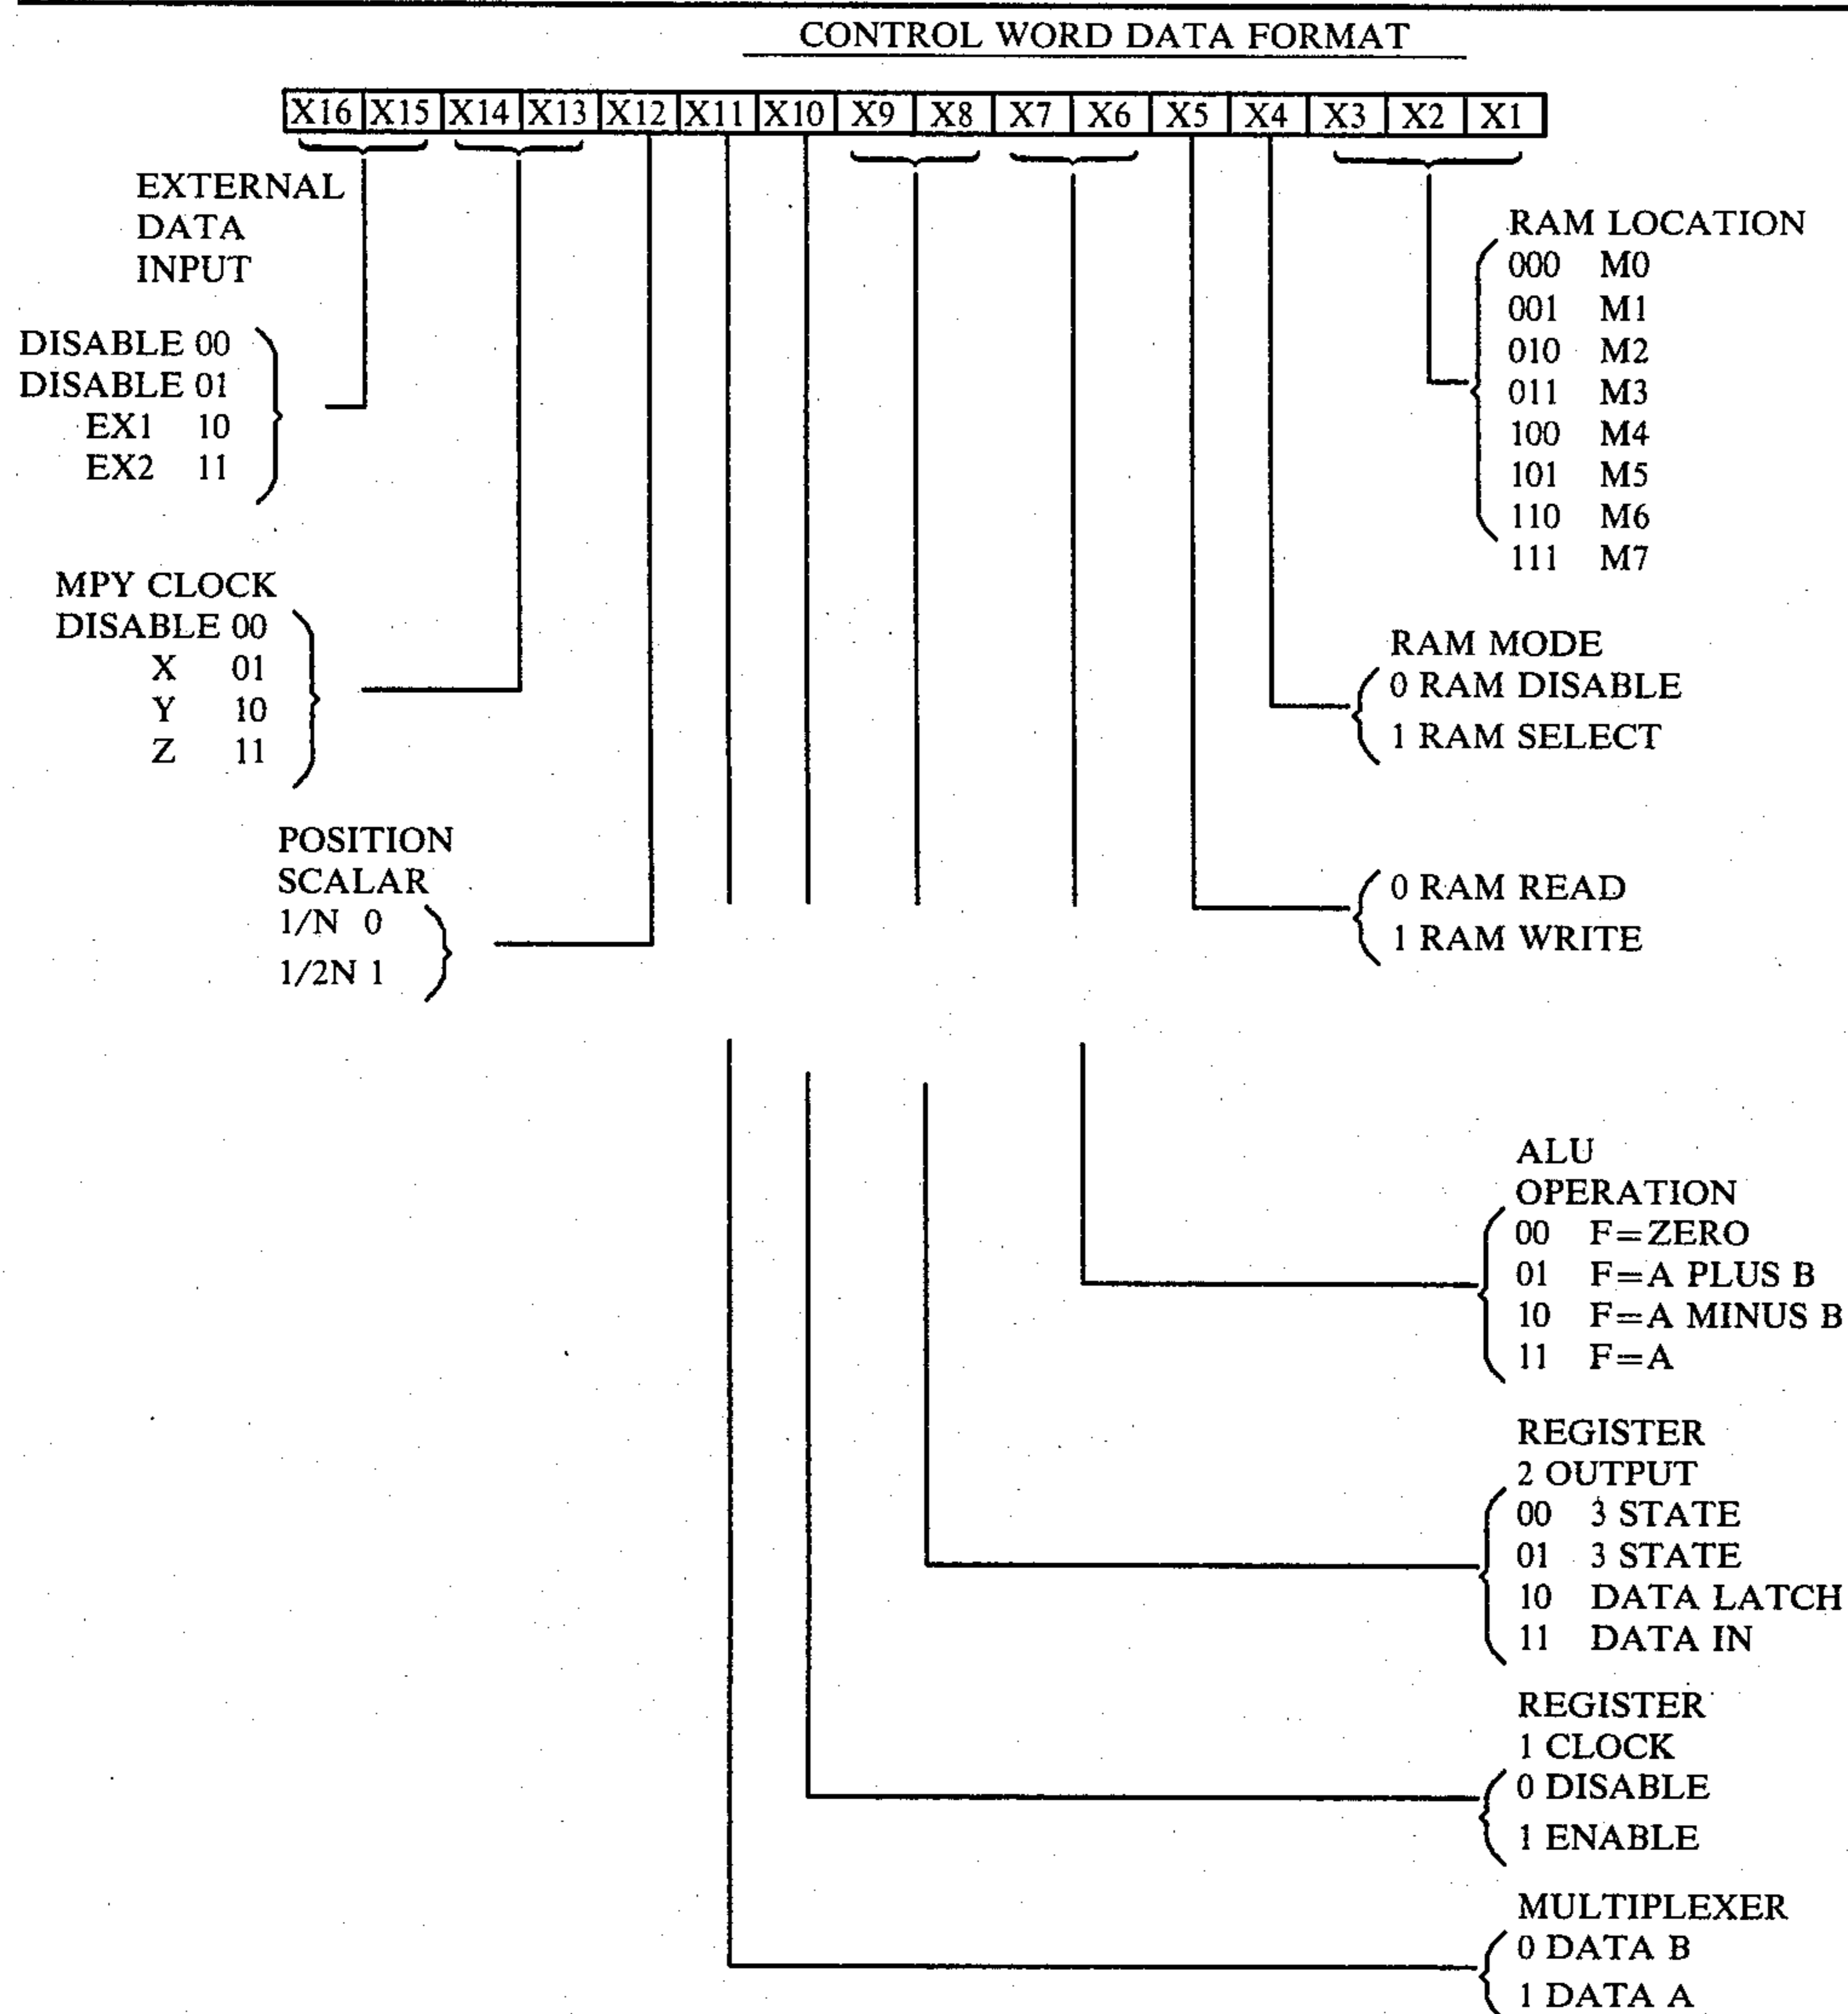 CONTROL WORD DATA FORMAT
X16 X15 X14 X13 X12 X11 X10 X9 X8 X7 X6 X5 X4 X3 X2 X1
EXTERNAL
DATA
INPUT
DISABLE 00
DISABLE 01
EX1 10
EX2 11
MPY CLOCK
DISABLE 00
X 01
Y 10
Z 11
POSITION
SCALAR
1/N 0
1/2N 1
RAM LOCATION
000 M0
001 M1
010 M2
011 M3
100 M4
101 M5
110 M6
111 M7
RAM MODE
0 RAM DISABLE
1 RAM SELECT
0 RAM READ
1 RAM WRITE
ALU
OPERATION
00 F=ZERO
01 F=A PLUS B
10 F=A MINUS B
11 F=A
REGISTER
2 OUTPUT
00 3 STATE
01 3 STATE
10 DATA LATCH
11 DATA IN
REGISTER
1 CLOCK
0 DISABLE
1 ENABLE
MULTIPLEXER
0 DATA B
1 DATA A